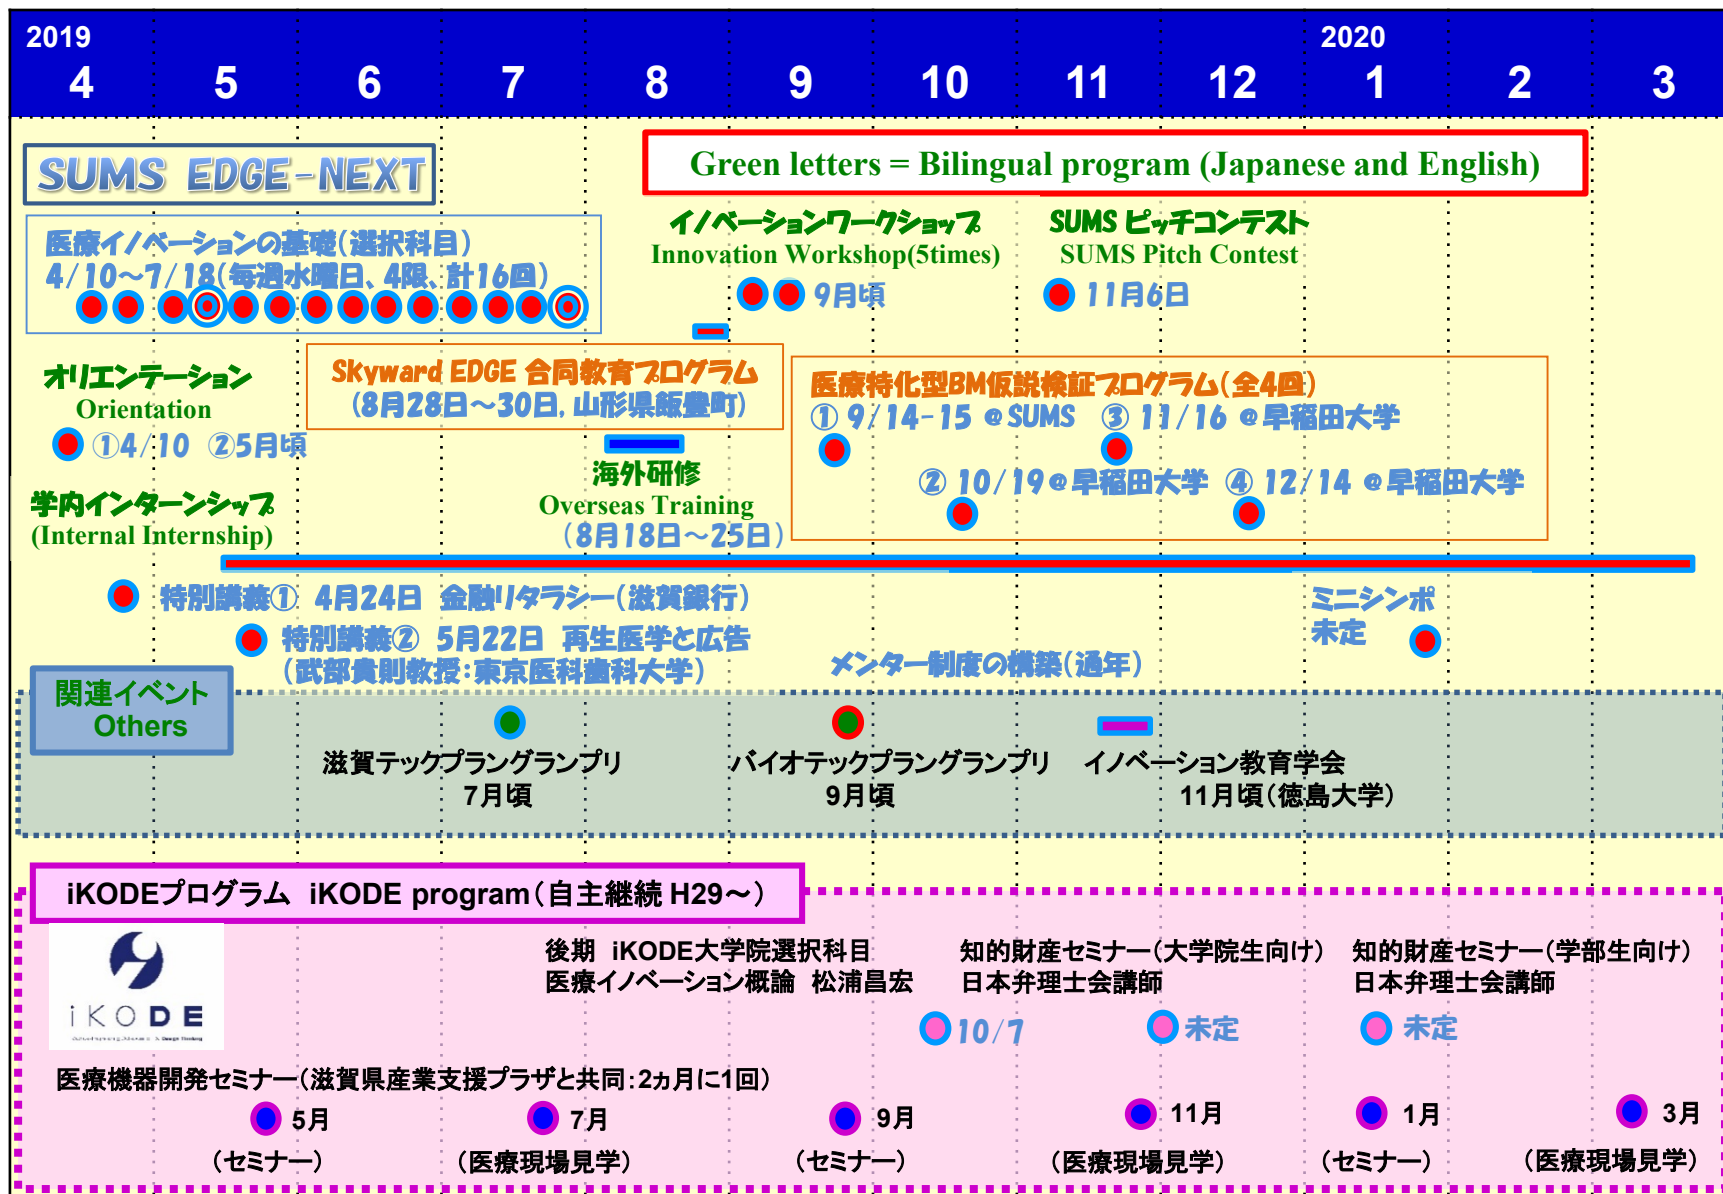 2019
2020
4 5 6 7 8 9 10 11 12 1 2 3
SUMS EDGE-NEXT
Green letters = Bilingual program (Japanese and English)
医療イノベーションの基礎(選択科目)
4/10～7/18(毎週水曜日、4限、計16回)
イノベーションワークショップ
Innovation Workshop(5times)
9月頃
SUMS ピッチコンテスト
SUMS Pitch Contest
11月6日
オリエンテーション
Orientation
①4/10 ②5月頃
Skyward EDGE 合同教育プログラム
(8月28日～30日, 山形県飯豊町)
医療特化型BM仮説検証プログラム(全4回)
① 9/14-15 @SUMS ③ 11/16 @早稲田大学
② 10/19@早稲田大学 ④ 12/14 @早稲田大学
海外研修
Overseas Training
(8月18日～25日)
学内インターンシップ
(Internal Internship)
特別講義① 4月24日 金融リタラシー(滋賀銀行)
特別講義② 5月22日 再生医学と広告
(武部貴則教授:東京医科歯科大学)
ミニシンポ
未定
メンター制度の構築(通年)
関連イベント
Others
滋賀テックプラングランプリ
7月頃
バイオテックプラングランプリ
9月頃
イノベーション教育学会
11月頃(徳島大学)
iKODEプログラム iKODE program(自主継続 H29～)
iKODE
後期 iKODE大学院選択科目
医療イノベーション概論 松浦昌宏
10/7
知的財産セミナー(大学院生向け)
日本弁理士会講師
未定
知的財産セミナー(学部生向け)
日本弁理士会講師
未定
医療機器開発セミナー(滋賀県産業支援プラザと共同:2ヵ月に1回)
5月 7月 9月 11月 1月 3月
(セミナー) (医療現場見学) (セミナー) (医療現場見学) (セミナー) (医療現場見学)